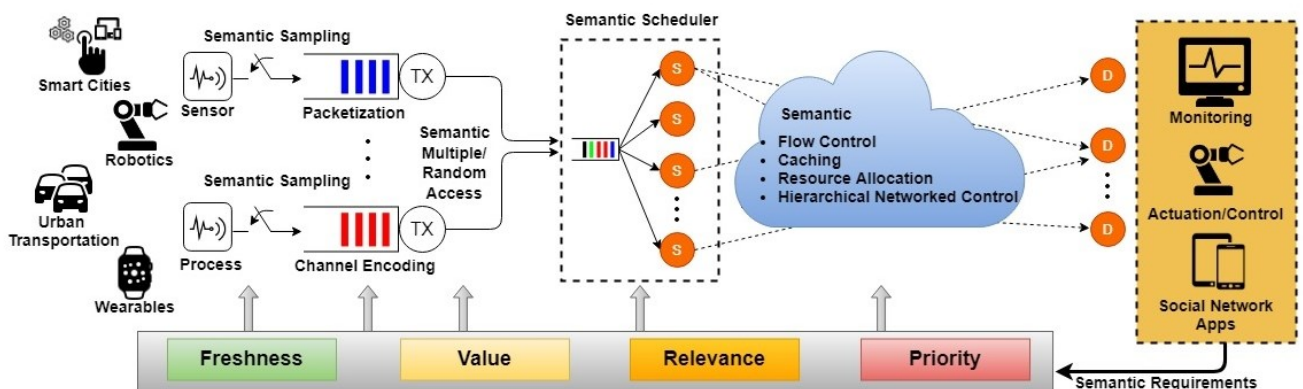 Smart Cities
Robotics
Urban
Transportation
Wearables
Semantic Sampling
Sensor
Packetization
TX
Semantic Sampling
Process
Channel Encoding
TX
Semantic
Multiple/
Random
Access
Semantic Scheduler
S
S
S
S
Semantic
• Flow Control
• Caching
• Resource Allocation
• Hierarchical Networked Control
D
D
D
Monitoring
Actuation/Control
Social Network
Apps
Freshness
Value
Relevance
Priority
Semantic Requirements